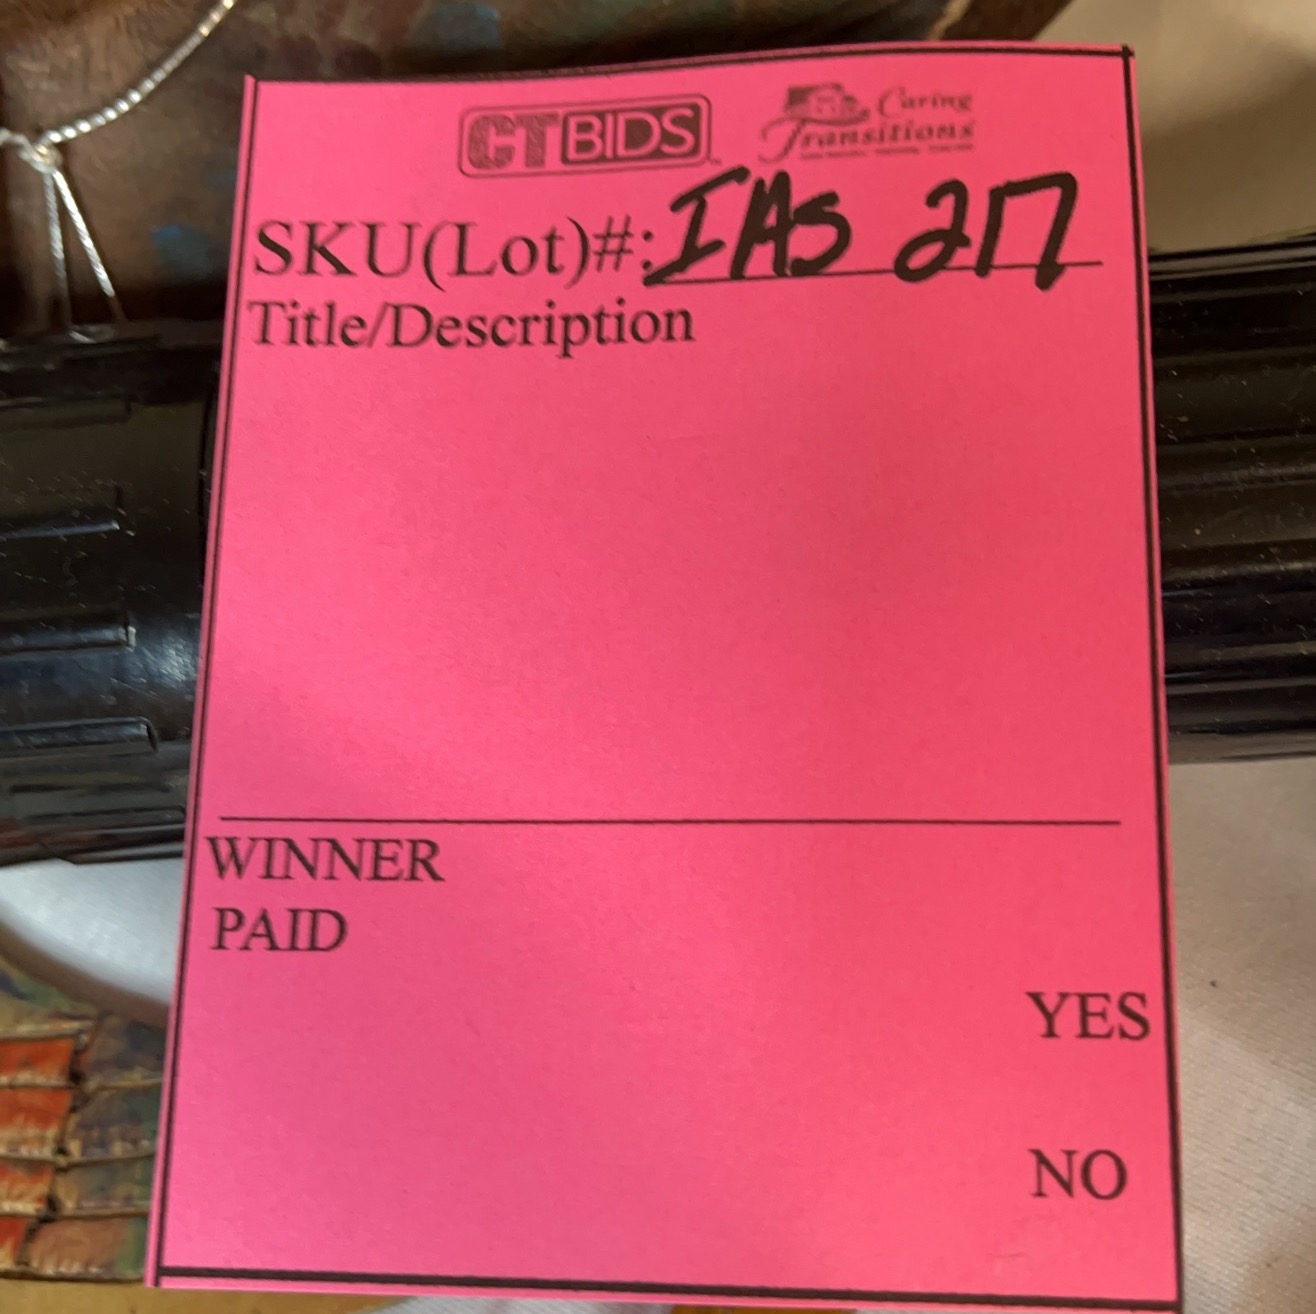 CTBIDS
Caring
Transitions
SKU(Lot)#: IAS 217
Title/Description
WINNER
PAID
YES
NO